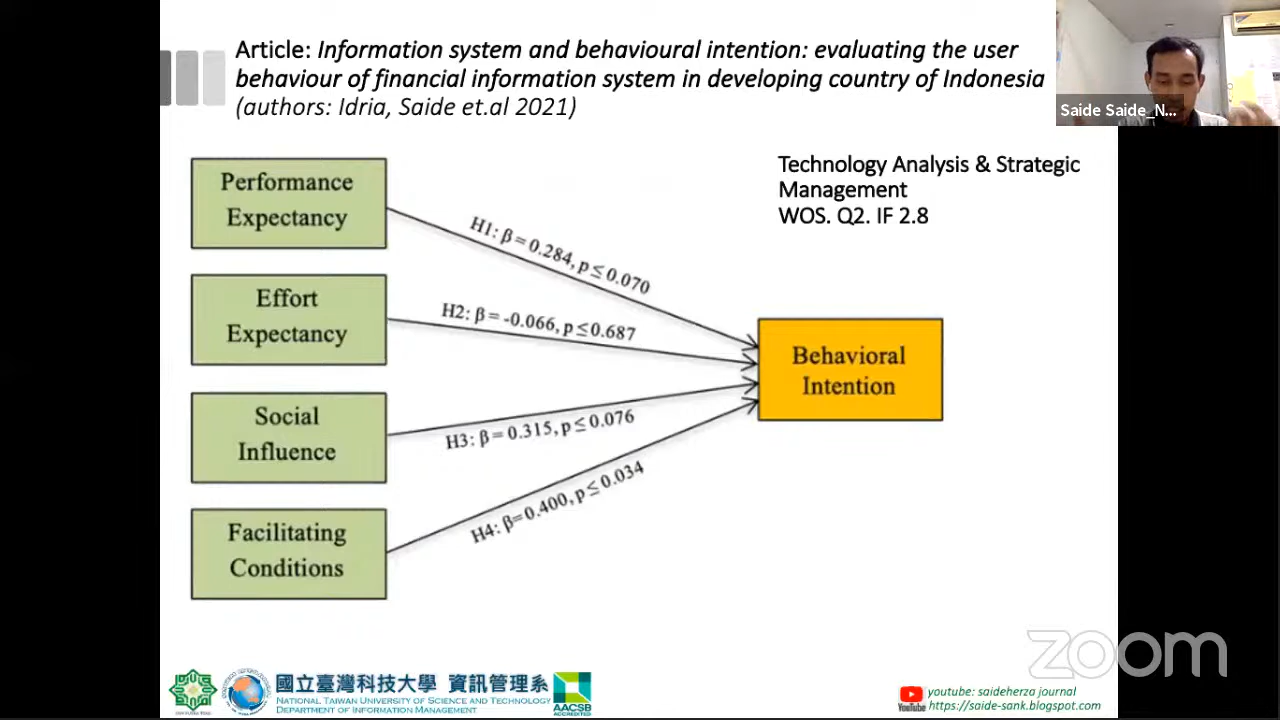 Article: Information system and behavioural intention: evaluating the user
behaviour of financial information system in developing country of Indonesia
(authors: Idria, Saide et.al 2021)
Saide Saide_N...
Technology Analysis & Strategic
Management
WOS. Q2. IF 2.8
Performance
Expectancy
H1: β = 0.284, p ≤ 0.070
Effort
Expectancy
H2: β = -0.066, p ≤ 0.687
Behavioral
Intention
Social
Influence
H3: β = 0.315, p ≤ 0.076
Facilitating
Conditions
H4: β= 0.400, p ≤ 0.034
zoom
國立臺灣科技大學 資訊管理系
NATIONAL TAIWAN UNIVERSITY OF SCIENCE AND TECHNOLOGY
DEPARTMENT OF INFORMATION MANAGEMENT
AACSB
ACCREDITED
YouTube
youtube: saideherza journal
https://saide-sank.blogspot.com